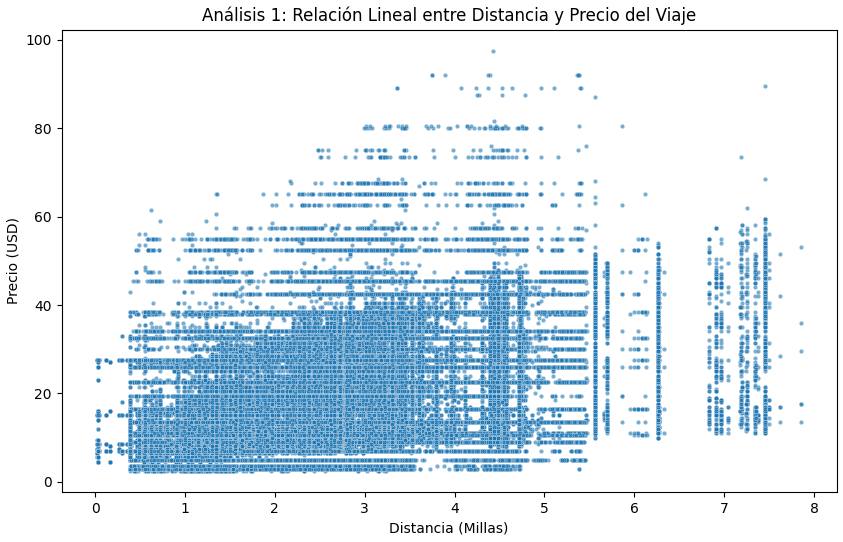 Análisis 1: Relación Lineal entre Distancia y Precio del Viaje
100
80
60
40
20
0
Precio (USD)
0 1 2 3 4 5 6 7 8
Distancia (Millas)